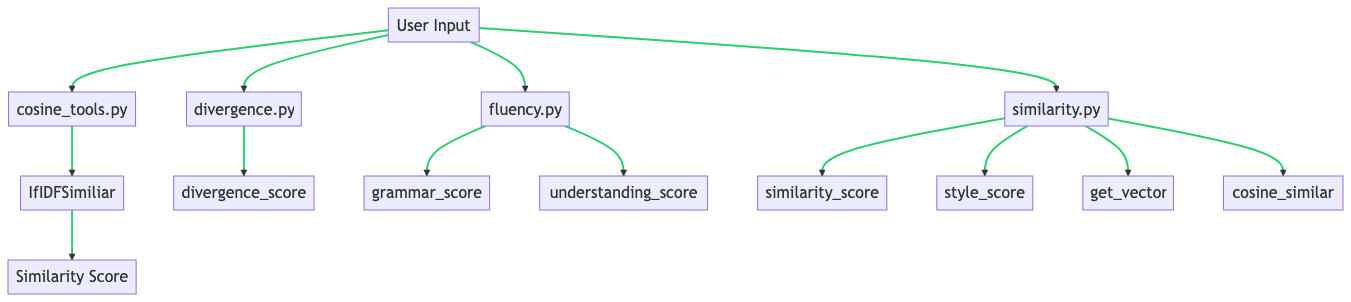 User Input
cosine_tools.py
divergence.py
fluency.py
similarity.py
IfIDFSimiliar
divergence_score
grammar_score
understanding_score
similarity_score
style_score
get_vector
cosine_similar
Similarity Score